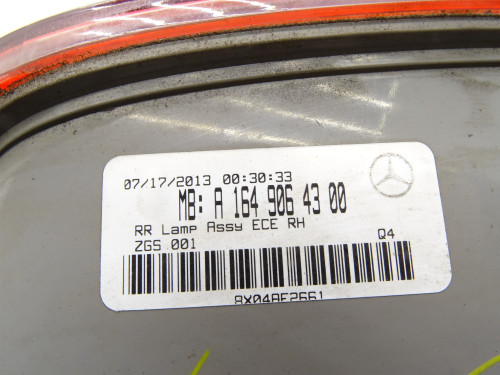 07/17/2013 00:30:33
MB: A 164 906 43 00
RR Lamp Assy ECE RH
ZGS 001 Q4
8X04AE2661